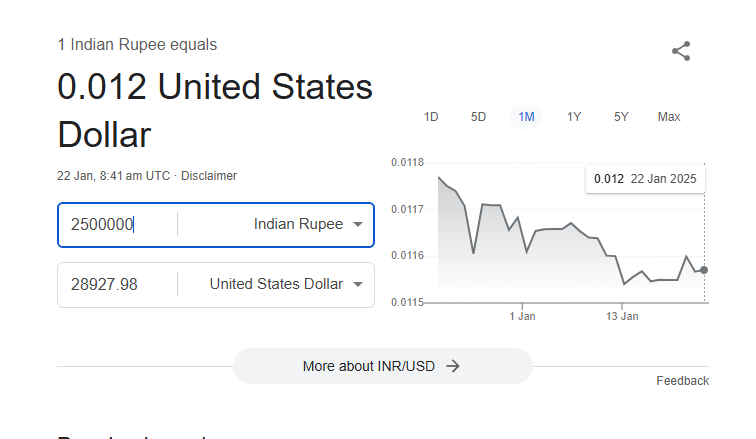 1 Indian Rupee equals
0.012 United States
Dollar
22 Jan, 8:41 am UTC · Disclaimer
2500000 Indian Rupee
28927.98 United States Dollar
1D 5D 1M 1Y 5Y Max
0.0118
0.012 22 Jan 2025
0.0117
0.0116
0.0115
1 Jan 13 Jan
More about INR/USD
Feedback